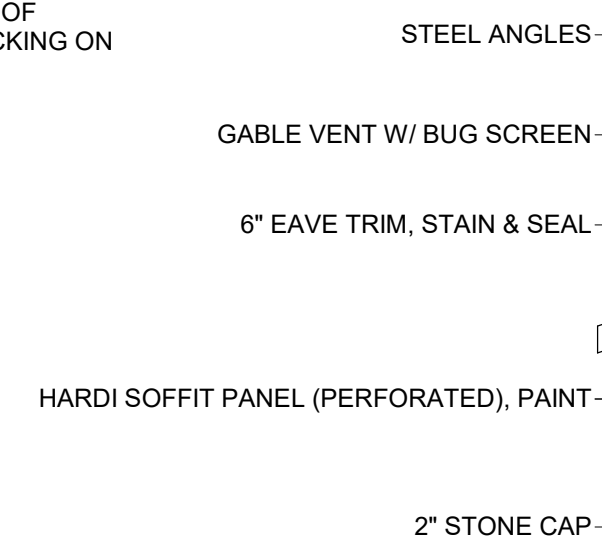 OF
ON
STEEL ANGLES
GABLE VENT W/ BUG SCREEN
6" EAVE TRIM, STAIN & SEAL
HARDI SOFFIT PANEL (PERFORATED), PAINT
2" STONE CAP